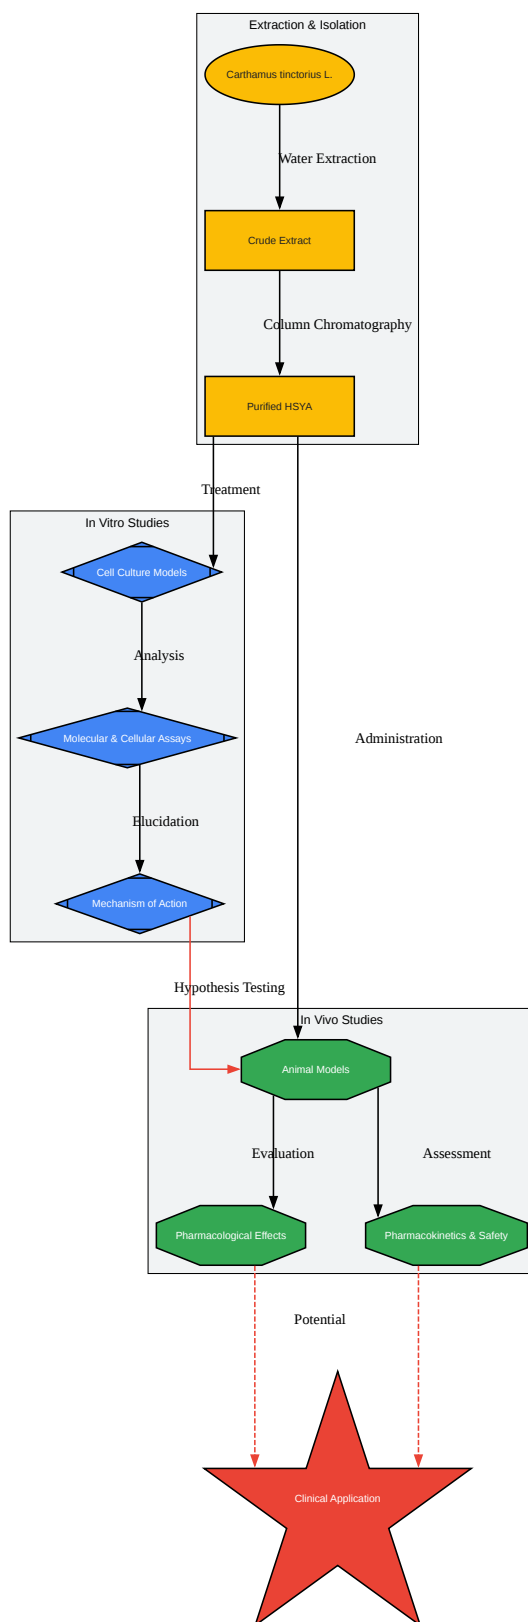 Extraction & Isolation
Carthamus tinctorius L.
Water Extraction
Crude Extract
Column Chromatography
Purified HSYA
Treatment
In Vitro Studies
Cell Culture Models
Analysis
Molecular & Cellular Assays
Administration
Elucidation
Mechanism of Action
Hypothesis Testing
In Vivo Studies
Animal Models
Evaluation
Assessment
Pharmacological Effects
Pharmacokinetics & Safety
Potential
Clinical Application